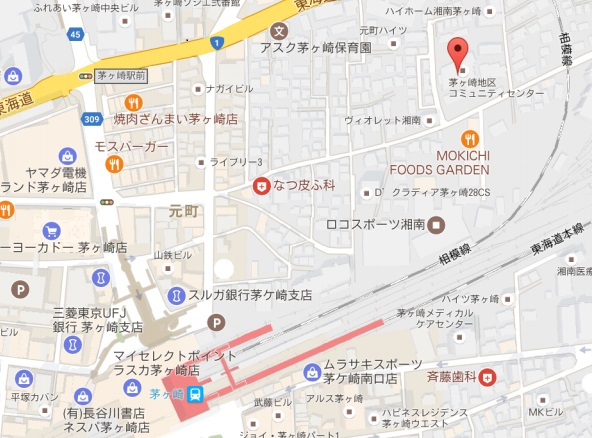 ふれあい茅ヶ崎中央ビル
茅ヶ崎ソシエ弐番館
東海道
ハイホーム湘南茅ヶ崎
元町ハイツ
45
1
アスク茅ヶ崎保育園
相模線
茅ヶ崎駅前
茅ケ崎地区
コミュニティセンター
東海道
ナガイビル
焼肉ざんまい茅ヶ崎店
309
ヴィオレット湘南
モスバーガー
MOKICHI
FOODS GARDEN
ヤマダ電機
ランド茅ヶ崎店
ライブリー3
なつ皮ふ科
D'クラディア茅ヶ崎28CS
元町
ロコスポーツ湘南
ーヨーカドー 茅ヶ崎店
山鉄ビル
相模線
東海道本線
湘南医療
スルガ銀行茅ケ崎支店
P
ハイツ茅ヶ崎
三菱東京UFJ
銀行 茅ヶ崎支店
P
茅ヶ崎メディカル
ケアセンター
ビル
マイセレクトポイント
ラスカ茅ヶ崎店
ムラサキスポーツ
茅ケ崎南口店
斉藤歯科
茅ヶ崎
平塚カバン
武藤ビル
アルス茅ヶ崎
MKビル
(有)長谷川書店
ネスパ茅ヶ崎店
ハピネスレジデンス
茅ヶ崎ウエスト
ジョイ・茅ヶ崎パート1